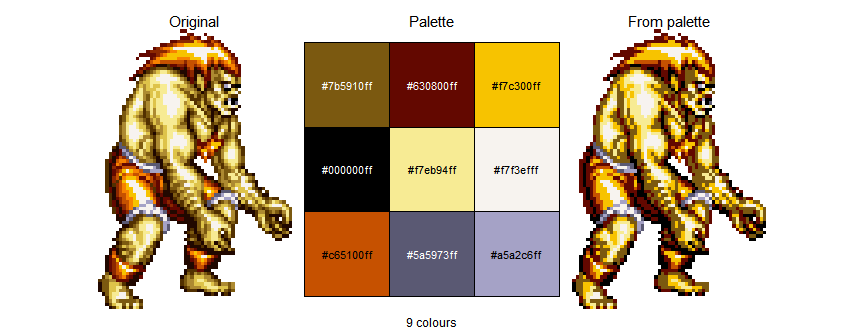 Original Palette From palette
#7b5910ff #630800ff #f7c300ff
#000000ff #f7eb94ff #f7f3efff
#c65100ff #5a5973ff #a5a2c6ff
9 colours